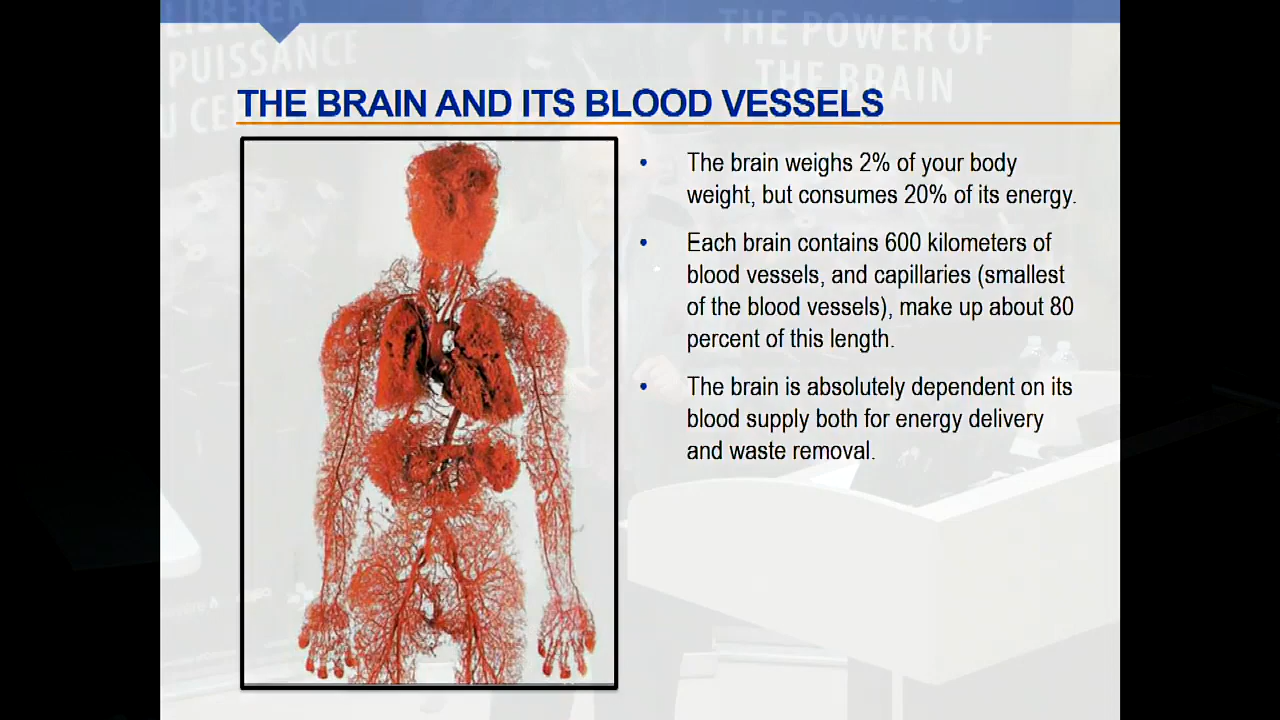 LIBÉRER
PUISSANCE
THE POWER OF
THE BRAIN
THE BRAIN AND ITS BLOOD VESSELS
• The brain weighs 2% of your body
weight, but consumes 20% of its energy.
• Each brain contains 600 kilometers of
blood vessels, and capillaries (smallest
of the blood vessels), make up about 80
percent of this length.
• The brain is absolutely dependent on its
blood supply both for energy delivery
and waste removal.